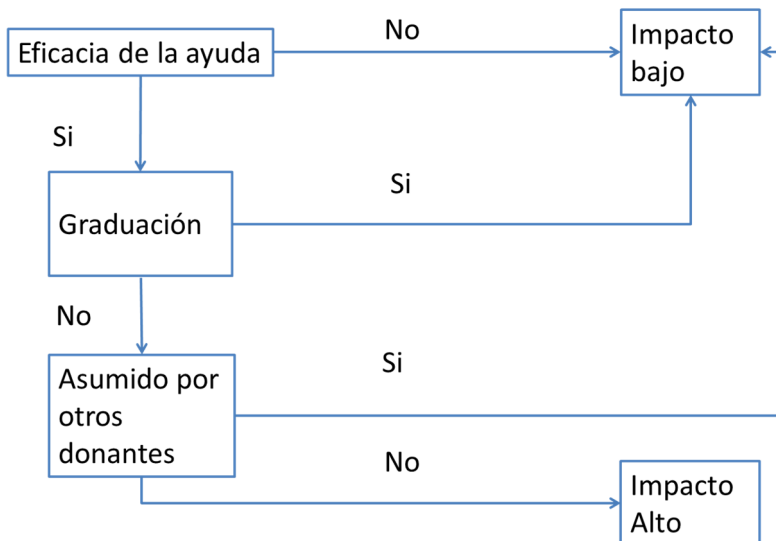 Eficacia de la ayuda
No
Impacto
bajo
Si
Graduación
Si
No
Asumido por
otros
donantes
Si
No
Impacto
Alto